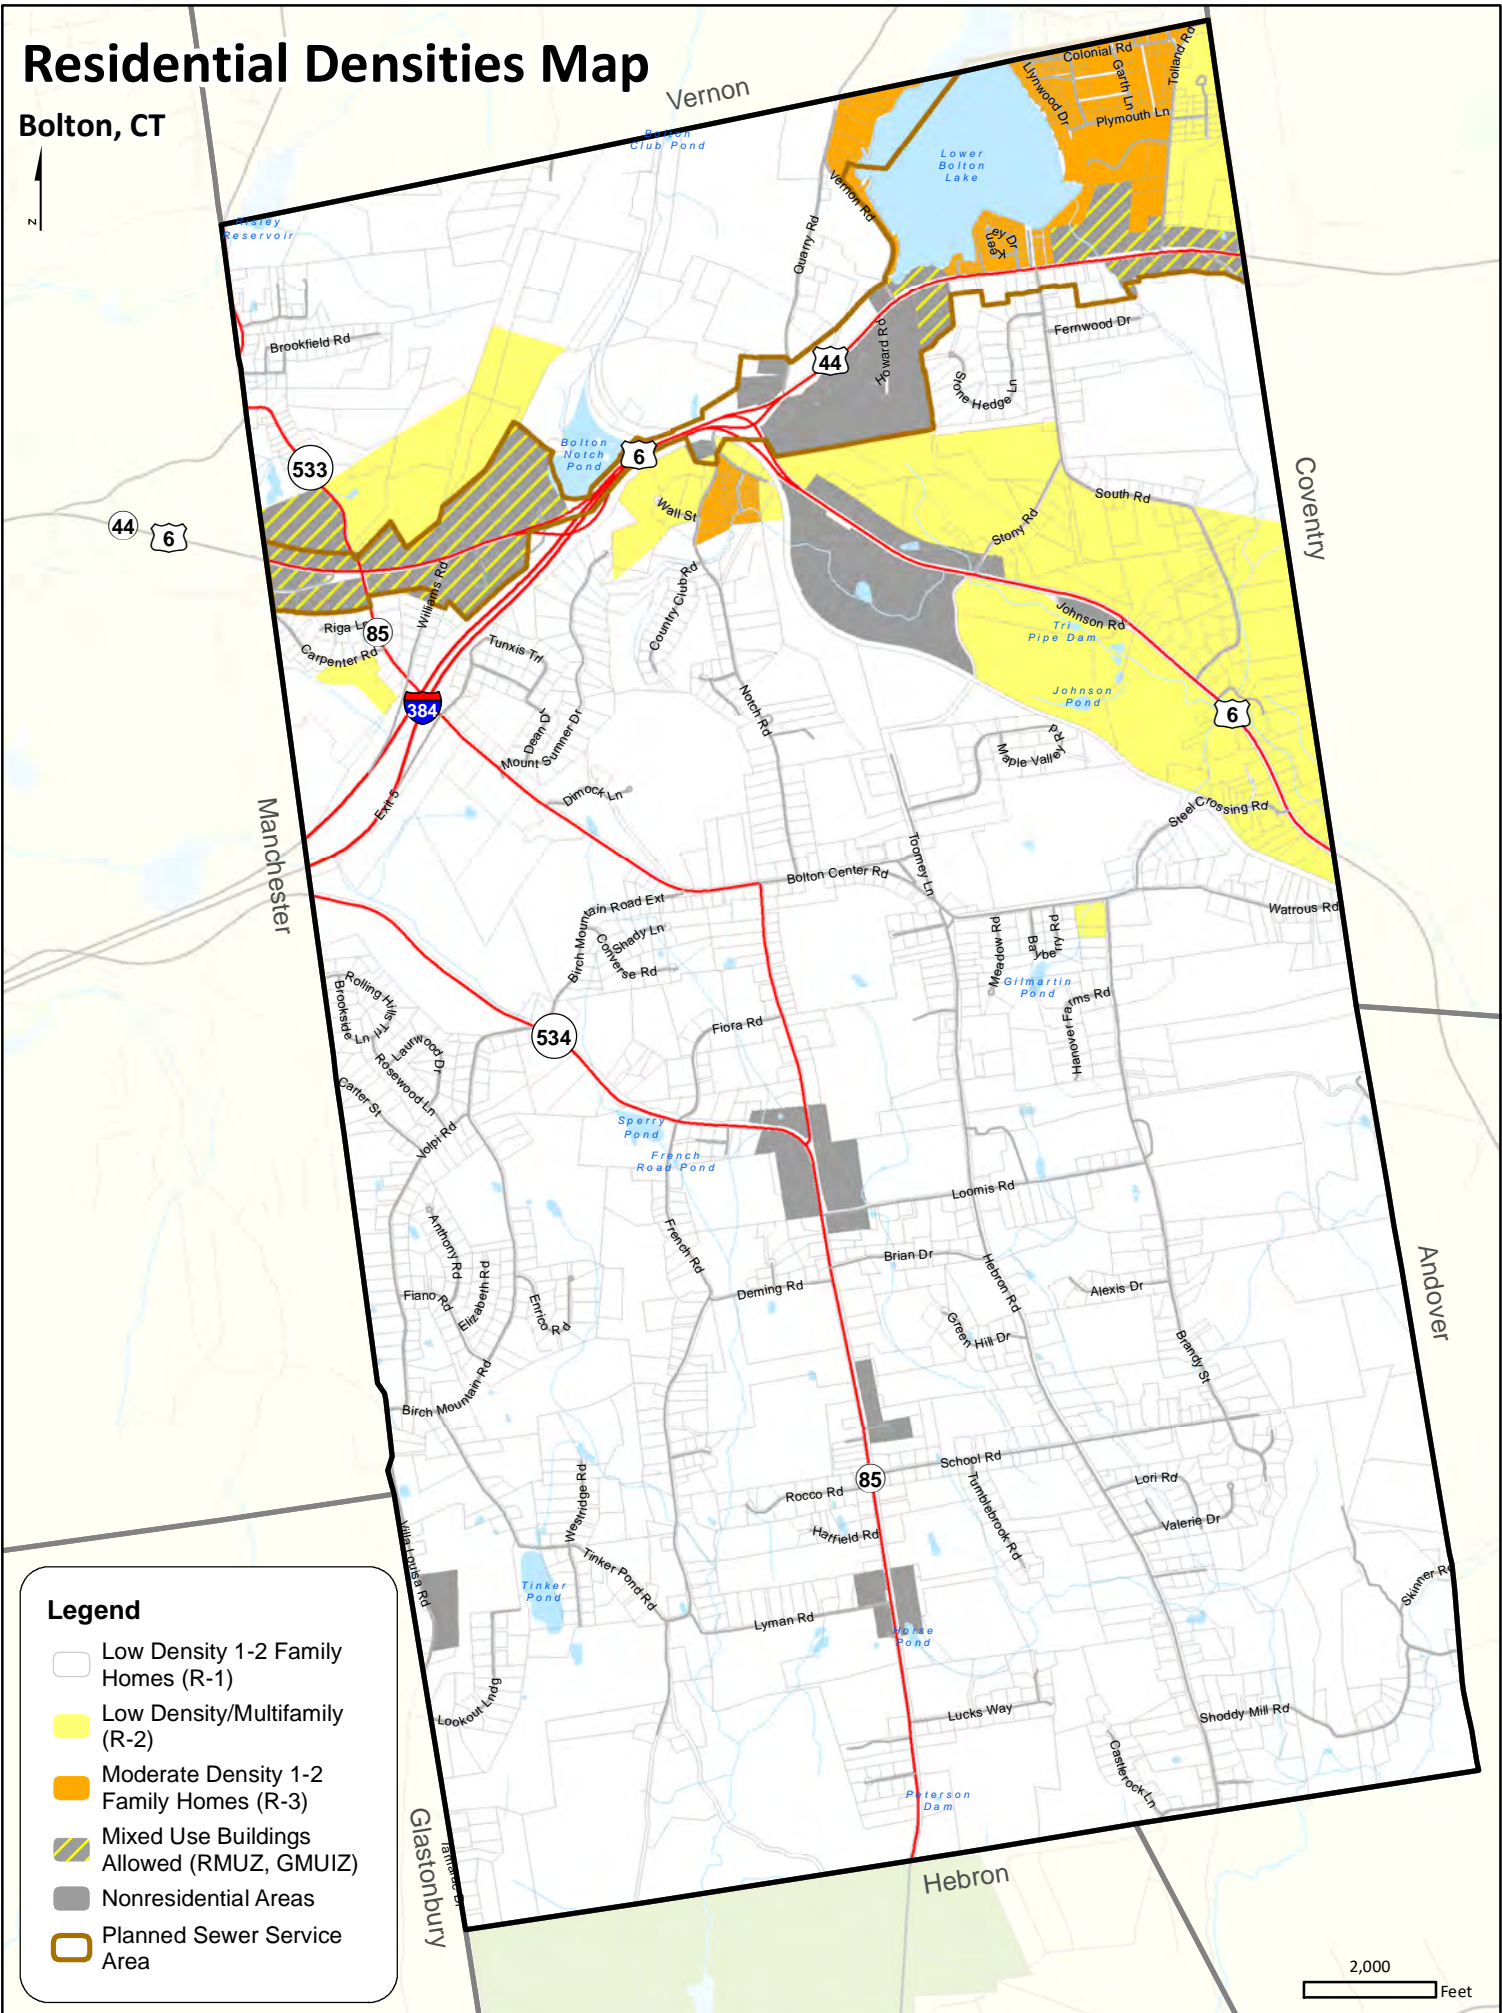 Residential Densities Map
Bolton, CT
z
Vernon
Colonial Rd
Tolland Rd
Garth Ln
Llynwood Dr
Plymouth Ln
Bolton
Club Pond
Lower
Bolton
Lake
Vernon Rd
Risley
Reservoir
Quarry Rd
Keeney Dr
Brookfield Rd
Fernwood Dr
Howard Rd
44
Stone Hedge Ln
Bolton
Notch
Pond
6
533
Coventry
South Rd
Wall St
Stony Rd
44
6
Williams Rd
Country Club Rd
Johnson Rd
Tri
Pipe Dam
Riga Ln
85
Carpenter Rd
Tunxis Trl
Johnson
Pond
384
Notch Rd
6
Dean Dr
Mount Sumner Dr
Maple Valley Rd
Dimock Ln
Exit 5
Steel Crossing Rd
Manchester
Toomey Ln
Bolton Center Rd
Birch Mountain Road Ext
Watrous Rd
Shady Ln
Converse Rd
Meadow Rd
Bayberry Rd
Gilmartin
Pond
Rolling Hills Trl
Brookside Ln
Hanover Farms Rd
Fiora Rd
534
Laurwood Dr
Rosewood Ln
Carter St
Sperry
Pond
Volpi Rd
French
Road Pond
Loomis Rd
Anthony Rd
French Rd
Brian Dr
Hebron Rd
Andover
Elizabeth Rd
Fiano Rd
Enrico Rd
Deming Rd
Alexis Dr
Green Hill Dr
Brandy St
Birch Mountain Rd
School Rd
85
Lori Rd
Westridge Rd
Rocco Rd
Tumblebrook Rd
Valerie Dr
Villa Louisa Rd
Hatfield Rd
Tinker
Pond
Tinker Pond Rd
Skinner Rd
Lyman Rd
Horse
Pond
Lookout Lndg
Lucks Way
Shoddy Mill Rd
Castlerock Ln
Peterson
Dam
Glastonbury
Tamarac Dr
Hebron
Legend
Low Density 1-2 Family
Homes (R-1)
Low Density/Multifamily
(R-2)
Moderate Density 1-2
Family Homes (R-3)
Mixed Use Buildings
Allowed (RMUZ, GMUIZ)
Nonresidential Areas
Planned Sewer Service
Area
2,000
Feet